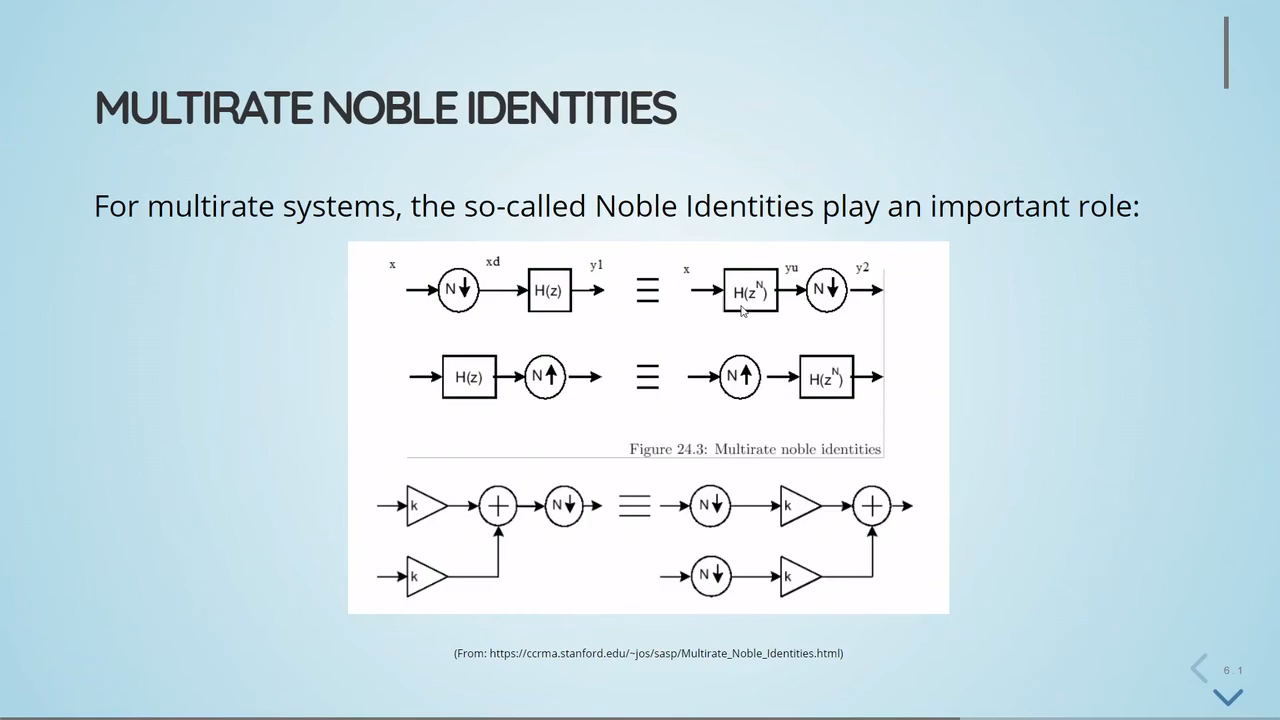 MULTIRATE NOBLE IDENTITIES
For multirate systems, the so-called Noble Identities play an important role:
x xd y1 x yu y2
N H(z) H(z^N) N
H(z) N N H(z^N)
Figure 24.3: Multirate noble identities
k N N k
k N k
(From: https://ccrma.stanford.edu/~jos/sasp/Multirate_Noble_Identities.html)
6.1